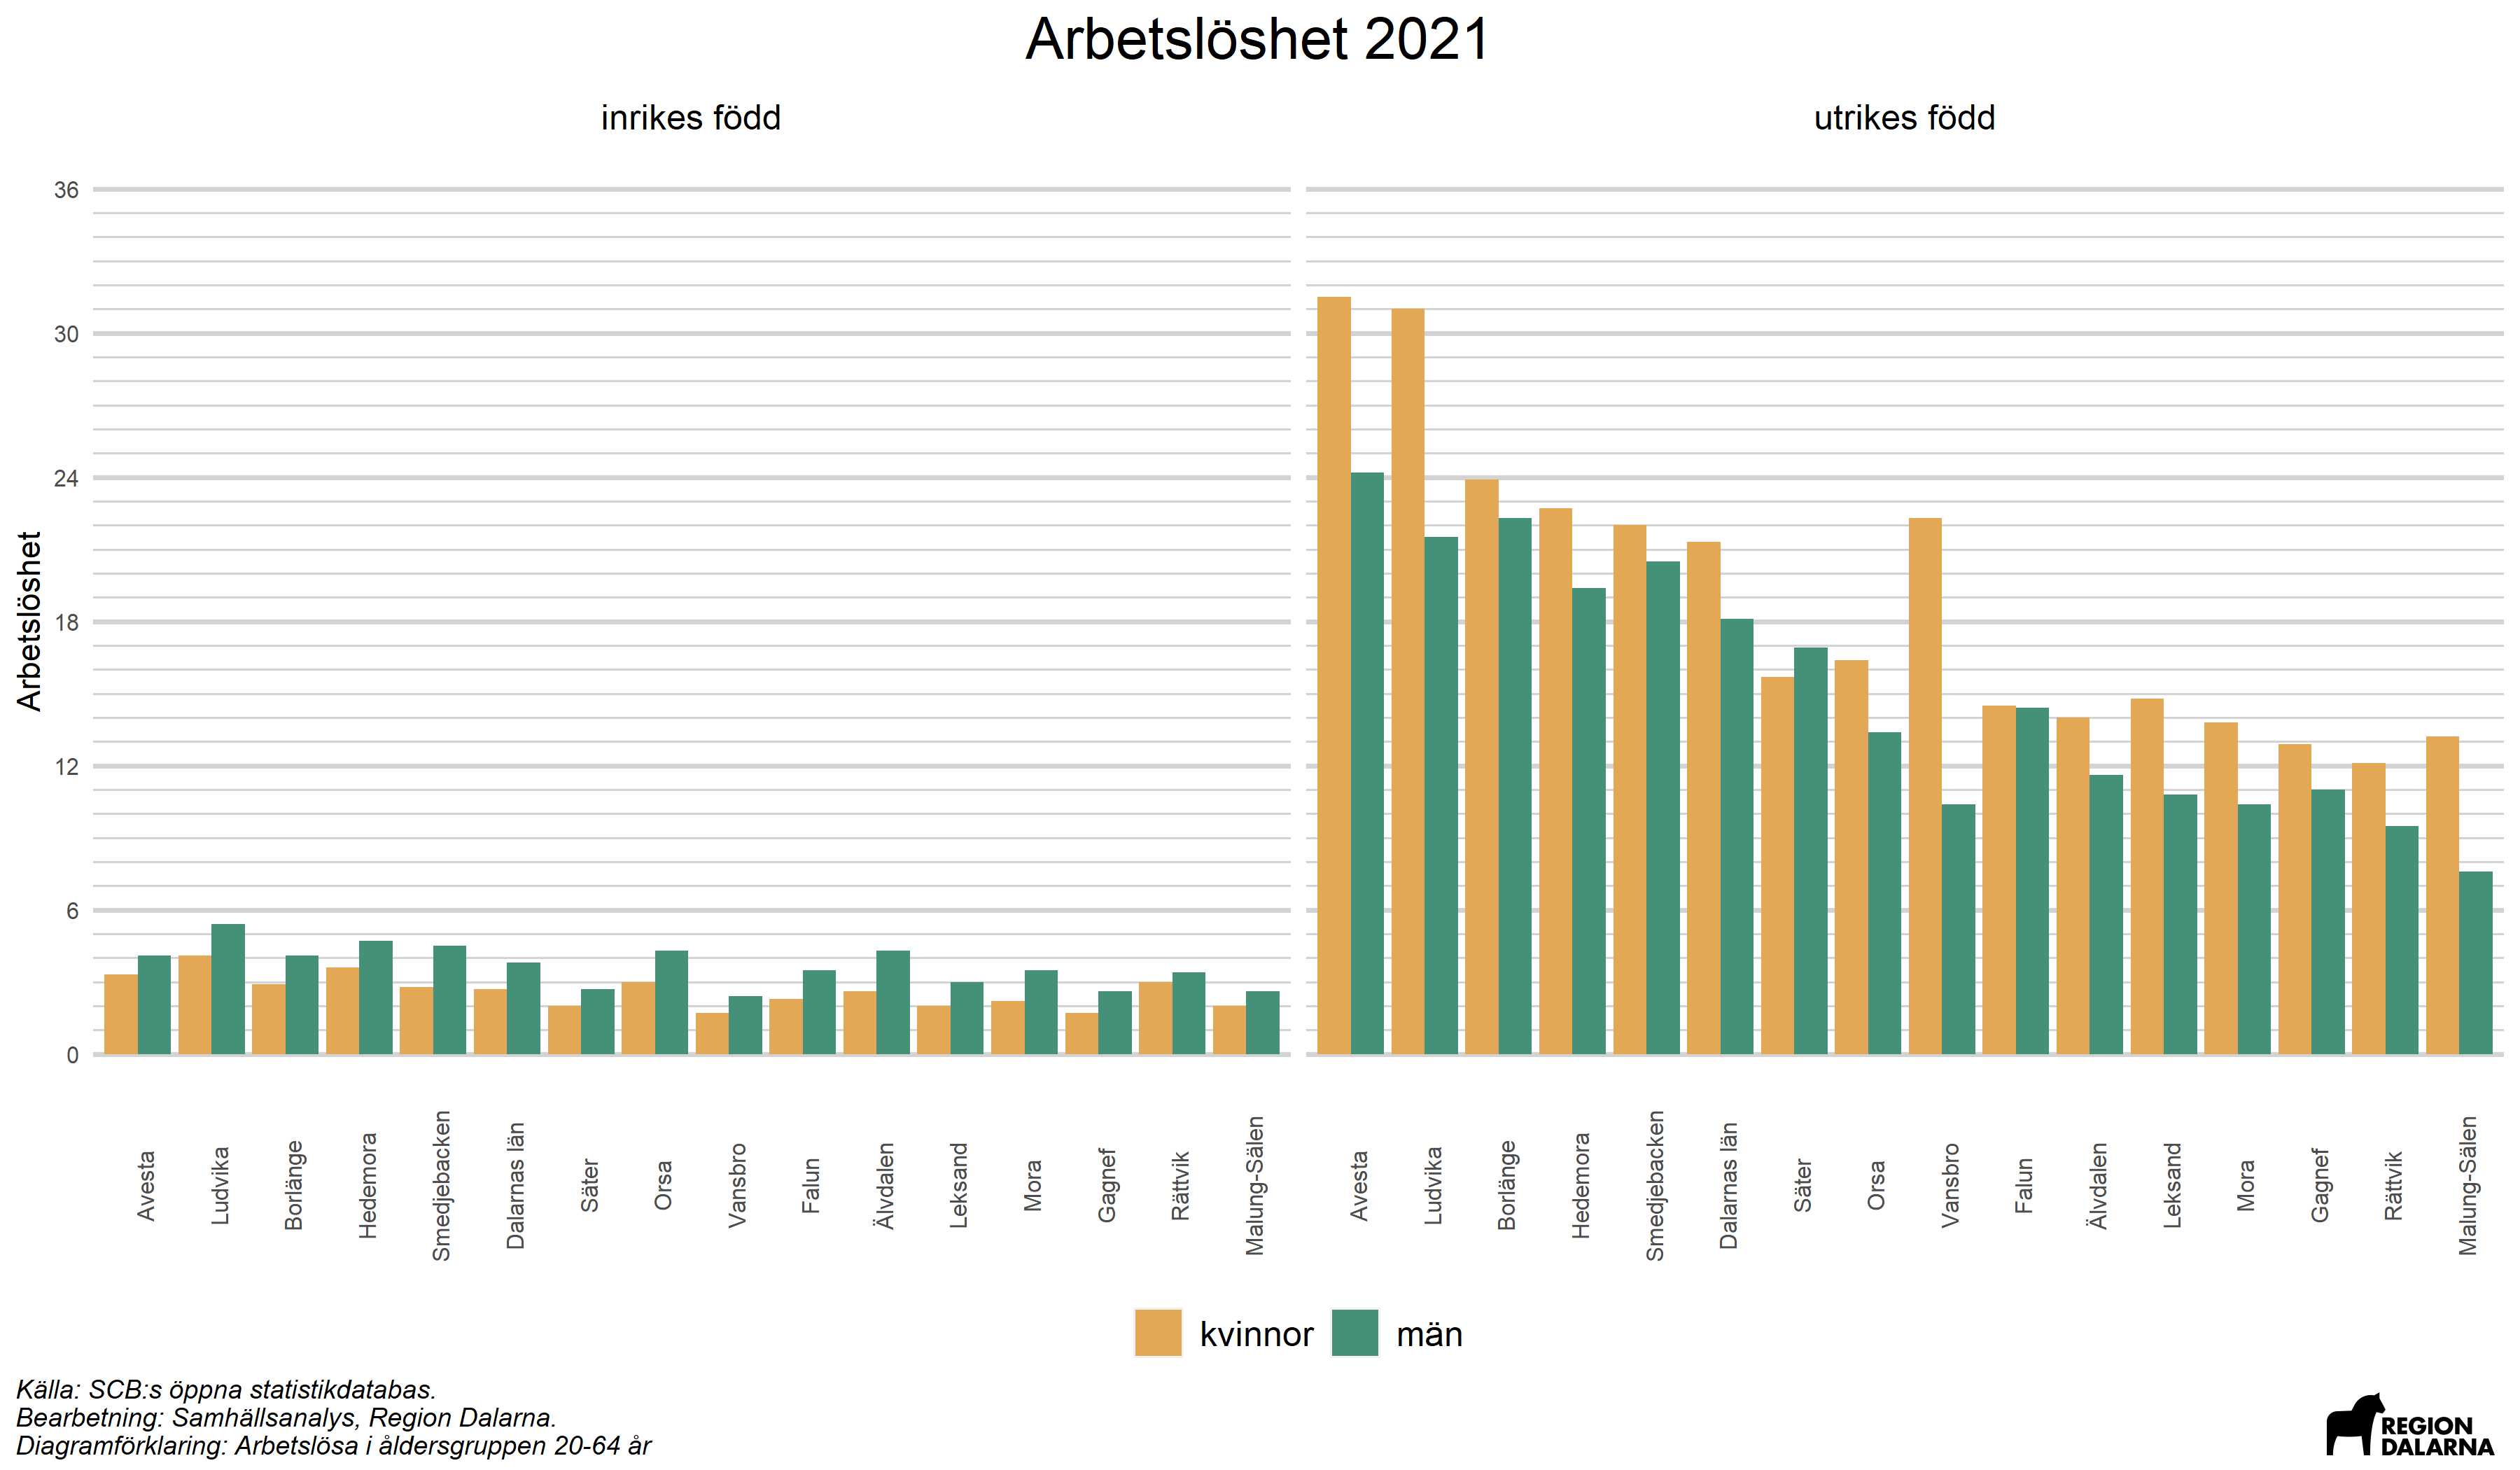 Arbetslöshet 2021
inrikes född
utrikes född
Arbetslöshet
36
30
24
18
12
6
0
Avesta
Ludvika
Borlänge
Hedemora
Smedjebacken
Dalarnas län
Säter
Orsa
Vansbro
Falun
Älvdalen
Leksand
Mora
Gagnef
Rättvik
Malung-Sälen
Avesta
Ludvika
Borlänge
Hedemora
Smedjebacken
Dalarnas län
Säter
Orsa
Vansbro
Falun
Älvdalen
Leksand
Mora
Gagnef
Rättvik
Malung-Sälen
kvinnor
män
Källa: SCB:s öppna statistikdatabas.
Bearbetning: Samhällsanalys, Region Dalarna.
Diagramförklaring: Arbetslösa i åldersgruppen 20-64 år
REGION
DALARNA